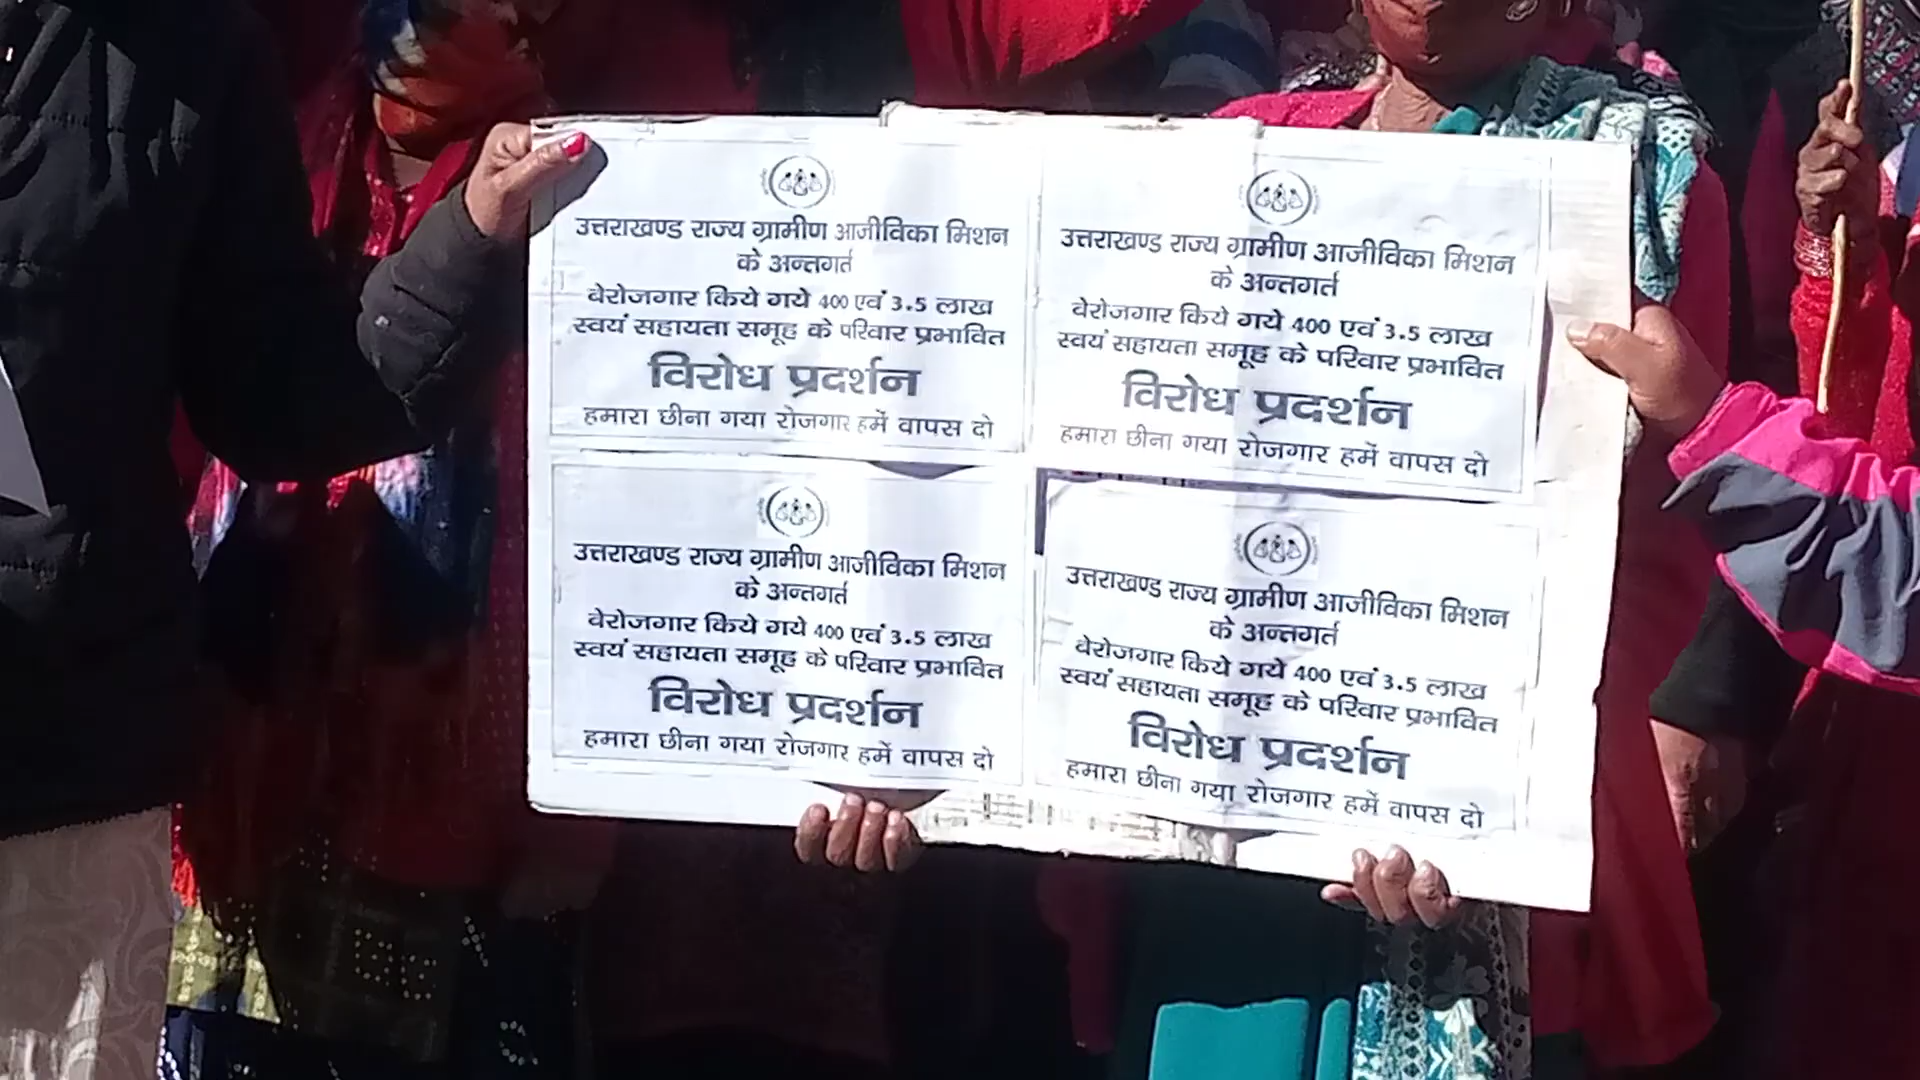 उत्तराखण्ड राज्य ग्रामीण आजीविका मिशन
के अन्तगर्त
बेरोजगार किये गये 400 एवं 3.5 लाख
स्वयं सहायता समूह के परिवार प्रभावित
विरोध प्रदर्शन
हमारा छीना गया रोजगार हमें वापस दो
उत्तराखण्ड राज्य ग्रामीण आजीविका मिशन
के अन्तगर्त
बेरोजगार किये गये 400 एवं 3.5 लाख
स्वयं सहायता समूह के परिवार प्रभावित
विरोध प्रदर्शन
हमारा छीना गया रोजगार हमें वापस दो
उत्तराखण्ड राज्य ग्रामीण आजीविका मिशन
के अन्तगर्त
बेरोजगार किये गये 400 एवं 3.5 लाख
स्वयं सहायता समूह के परिवार प्रभावित
विरोध प्रदर्शन
हमारा छीना गया रोजगार हमें वापस दो
उत्तराखण्ड राज्य ग्रामीण आजीविका मिशन
के अन्तगर्त
बेरोजगार किये गये 400 एवं 3.5 लाख
स्वयं सहायता समूह के परिवार प्रभावित
विरोध प्रदर्शन
हमारा छीना गया रोजगार हमें वापस दो